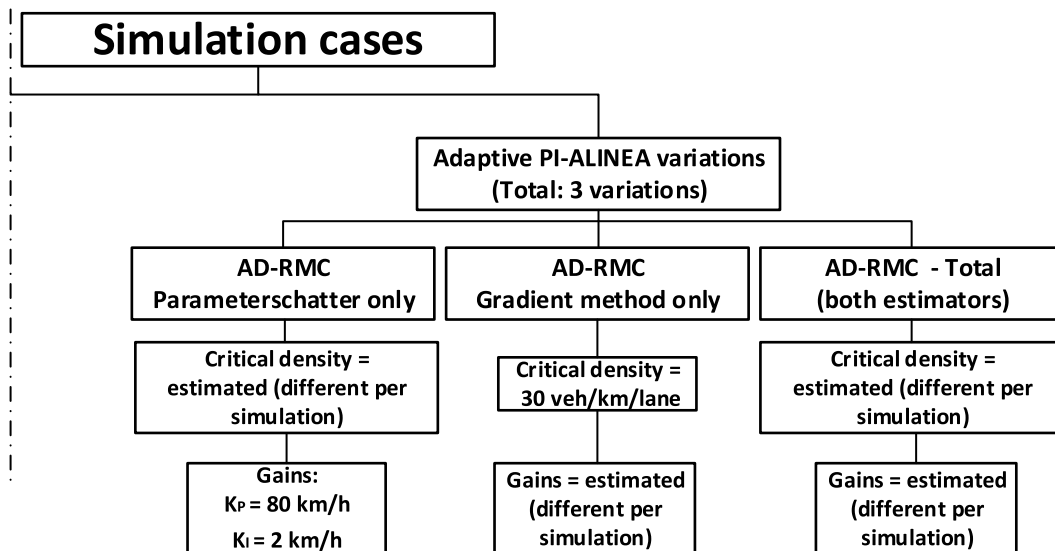 Simulation cases
Adaptive PI-ALINEA variations
(Total: 3 variations)
AD-RMC
Parameterschatter only
AD-RMC
Gradient method only
AD-RMC - Total
(both estimators)
Critical density =
estimated (different per
simulation)
Critical density =
30 veh/km/lane
Critical density =
estimated (different per
simulation)
Gains:
KP = 80 km/h
KI = 2 km/h
Gains = estimated
(different per
simulation)
Gains = estimated
(different per
simulation)